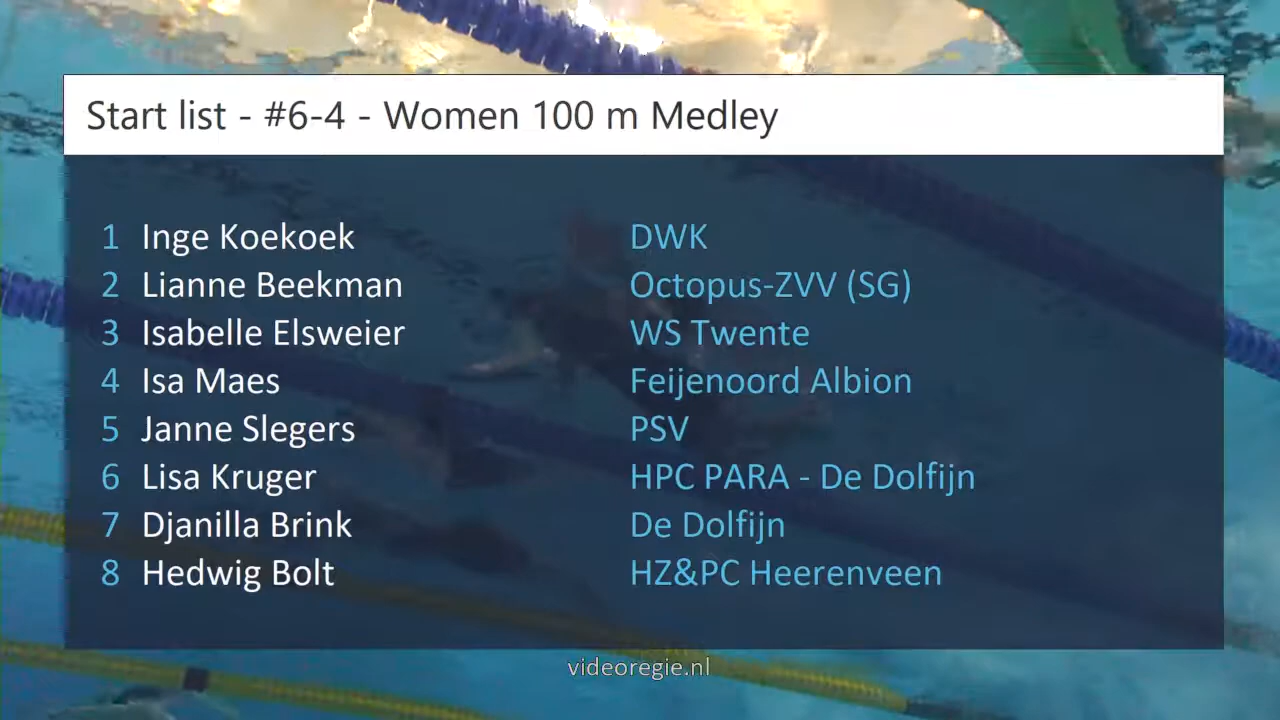 Start list - #6-4 - Women 100 m Medley
1 Inge Koekoek DWK
2 Lianne Beekman Octopus-ZVV (SG)
3 Isabelle Elsweier WS Twente
4 Isa Maes Feijenoord Albion
5 Janne Slegers PSV
6 Lisa Kruger HPC PARA - De Dolfijn
7 Djanilla Brink De Dolfijn
8 Hedwig Bolt HZ&PC Heerenveen
videoregie.nl